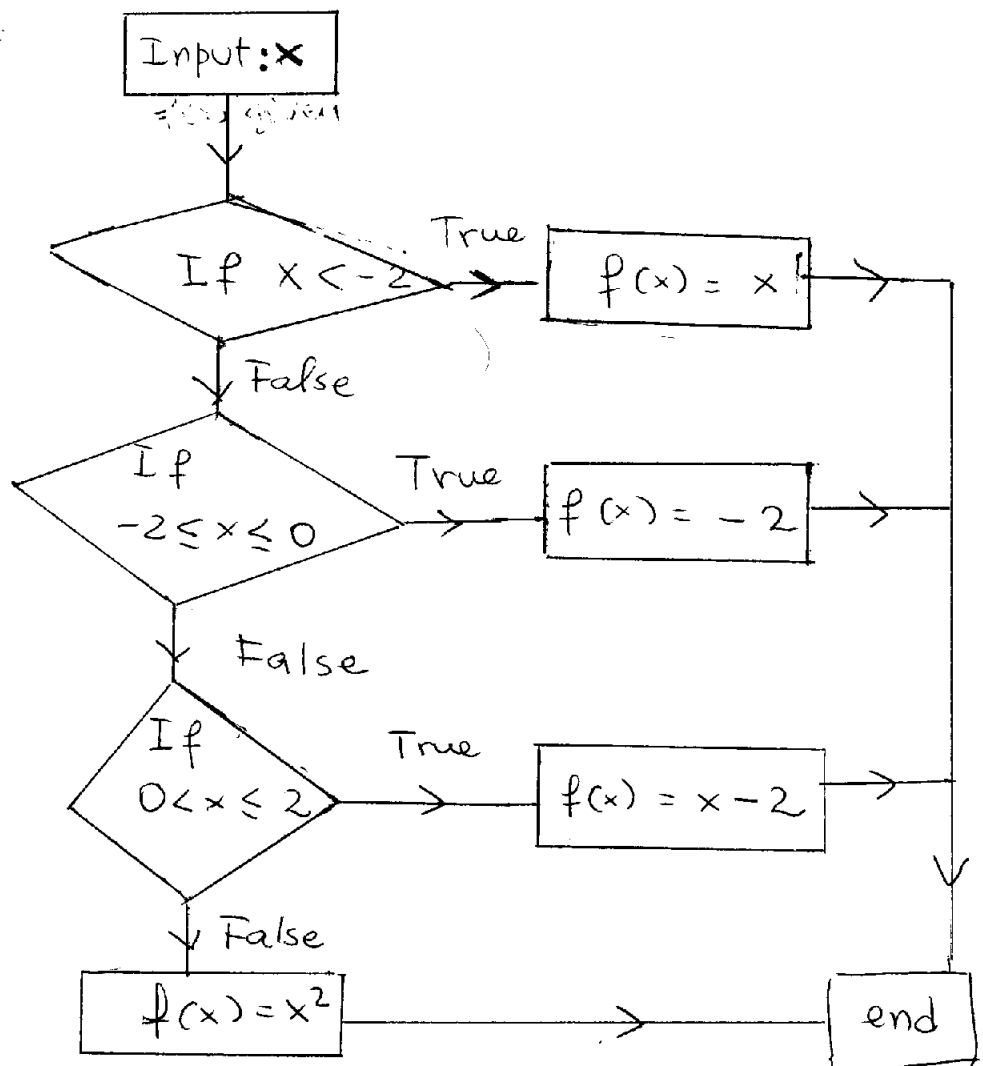 Input: x
If x < -2
True
f(x) = x
False
If
-2 ≤ x ≤ 0
True
f(x) = -2
False
If
0 < x ≤ 2
True
f(x) = x - 2
False
f(x) = x²
end